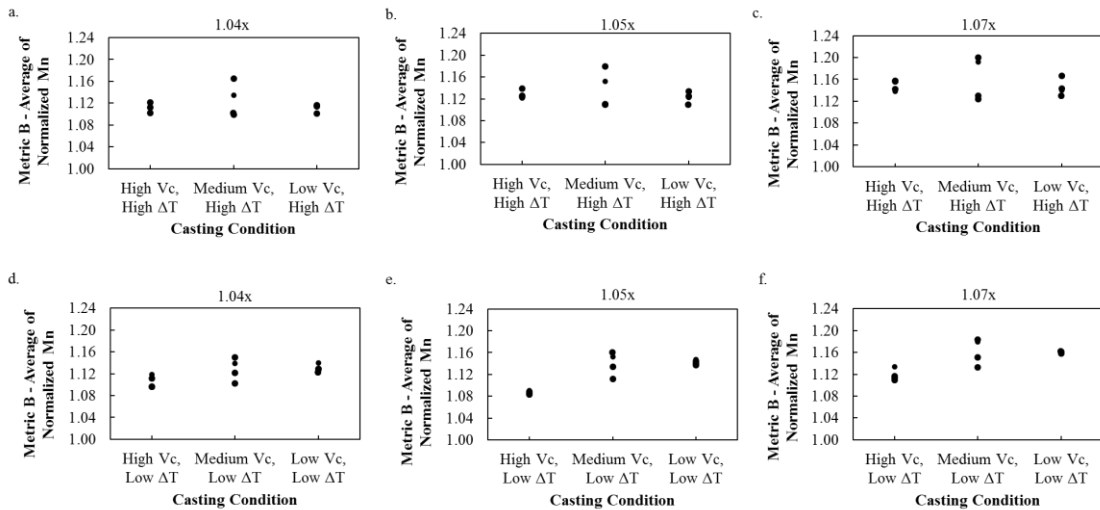 a.
1.04x
Metric B - Average of
Normalized Mn
1.24
1.20
1.16
1.12
1.08
1.04
1.00
High Vc, Medium Vc, Low Vc,
High ΔT High ΔT High ΔT
Casting Condition
b.
1.05x
Metric B - Average of
Normalized Mn
1.24
1.20
1.16
1.12
1.08
1.04
1.00
High Vc, Medium Vc, Low Vc,
High ΔT High ΔT High ΔT
Casting Condition
c.
1.07x
Metric B - Average of
Normalized Mn
1.24
1.20
1.16
1.12
1.08
1.04
1.00
High Vc, Medium Vc, Low Vc,
High ΔT High ΔT High ΔT
Casting Condition
d.
1.04x
Metric B - Average of
Normalized Mn
1.24
1.20
1.16
1.12
1.08
1.04
1.00
High Vc, Medium Vc, Low Vc,
Low ΔT Low ΔT Low ΔT
Casting Condition
e.
1.05x
Metric B - Average of
Normalized Mn
1.24
1.20
1.16
1.12
1.08
1.04
1.00
High Vc, Medium Vc, Low Vc,
Low ΔT Low ΔT Low ΔT
Casting Condition
f.
1.07x
Metric B - Average of
Normalized Mn
1.24
1.20
1.16
1.12
1.08
1.04
1.00
High Vc, Medium Vc, Low Vc,
Low ΔT Low ΔT Low ΔT
Casting Condition